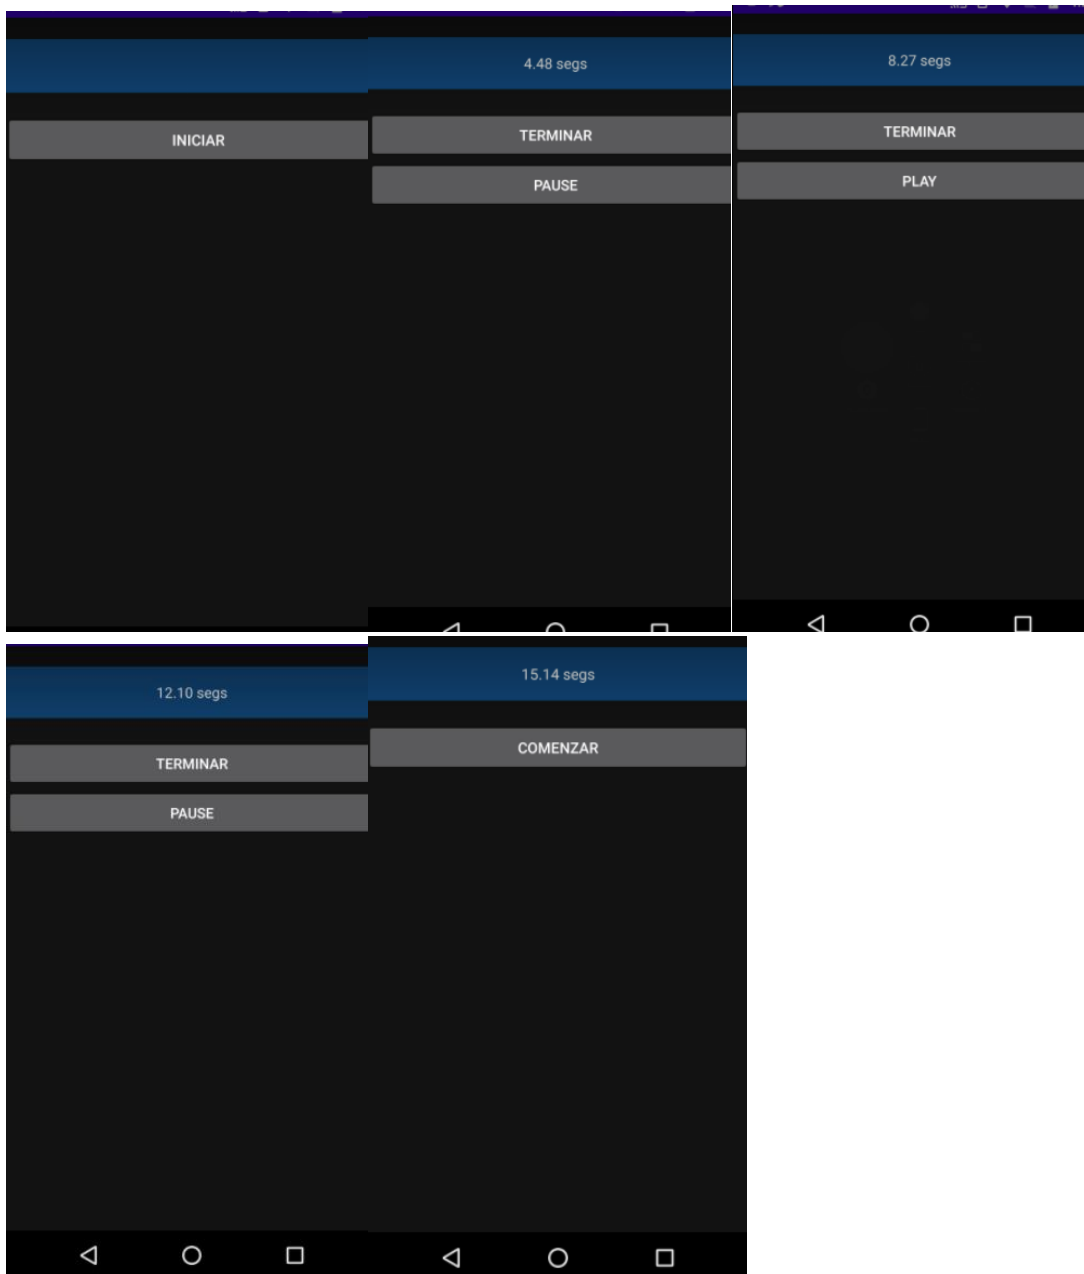 INICIAR
4.48 segs
TERMINAR
PAUSE
8.27 segs
TERMINAR
PLAY
12.10 segs
TERMINAR
PAUSE
15.14 segs
COMENZAR